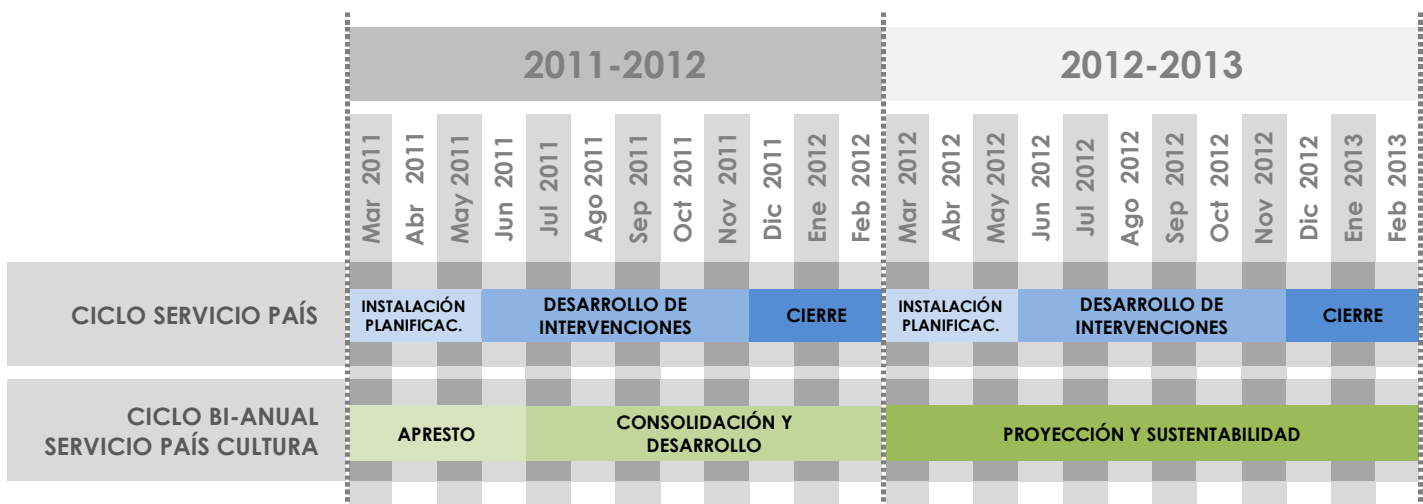 2011-2012
2012-2013
Mar 2011
Abr 2011
May 2011
Jun 2011
Jul 2011
Ago 2011
Sep 2011
Oct 2011
Nov 2011
Dic 2011
Ene 2012
Feb 2012
Mar 2012
Abr 2012
May 2012
Jun 2012
Jul 2012
Ago 2012
Sep 2012
Oct 2012
Nov 2012
Dic 2012
Ene 2013
Feb 2013
CICLO SERVICIO PAÍS
INSTALACIÓN
PLANIFICAC.
DESARROLLO DE
INTERVENCIONES
CIERRE
INSTALACIÓN
PLANIFICAC.
DESARROLLO DE
INTERVENCIONES
CIERRE
CICLO BI-ANUAL
SERVICIO PAÍS CULTURA
APRESTO
CONSOLIDACIÓN Y
DESARROLLO
PROYECCIÓN Y SUSTENTABILIDAD